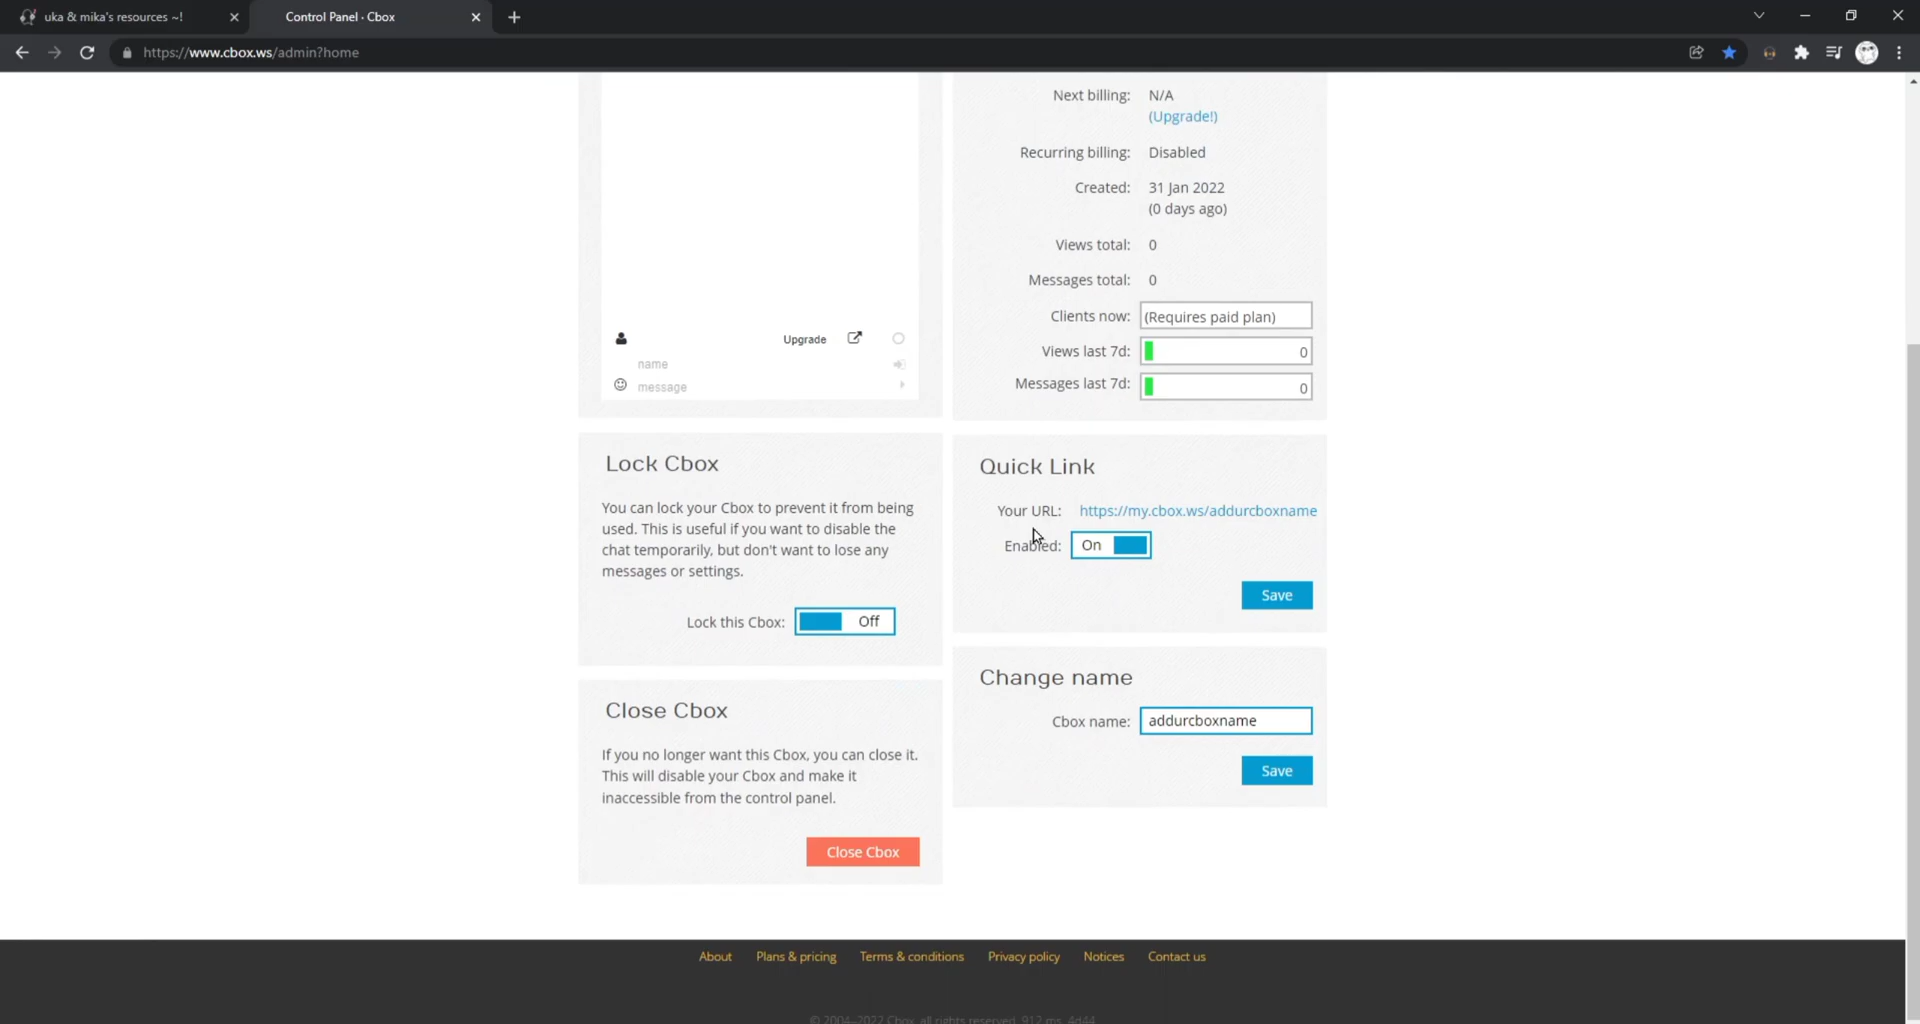 uka & mika's resources ~!
Control Panel · Cbox
https://www.cbox.ws/admin?home
Next billing: N/A
(Upgrade!)
Recurring billing: Disabled
Created: 31 Jan 2022
(0 days ago)
Views total: 0
Messages total: 0
Clients now: (Requires paid plan)
Views last 7d: 0
Messages last 7d: 0
Upgrade
name
message
Lock Cbox
You can lock your Cbox to prevent it from being
used. This is useful if you want to disable the
chat temporarily, but don't want to lose any
messages or settings.
Lock this Cbox: Off
Close Cbox
If you no longer want this Cbox, you can close it.
This will disable your Cbox and make it
inaccessible from the control panel.
Close Cbox
Quick Link
Your URL: https://my.cbox.ws/addurcboxname
Enabled: On
Save
Change name
Cbox name: addurcboxname
Save
About Plans & pricing Terms & conditions Privacy policy Notices Contact us
© 2004–2022 Cbox, all rights reserved. 912 ms. 4d44